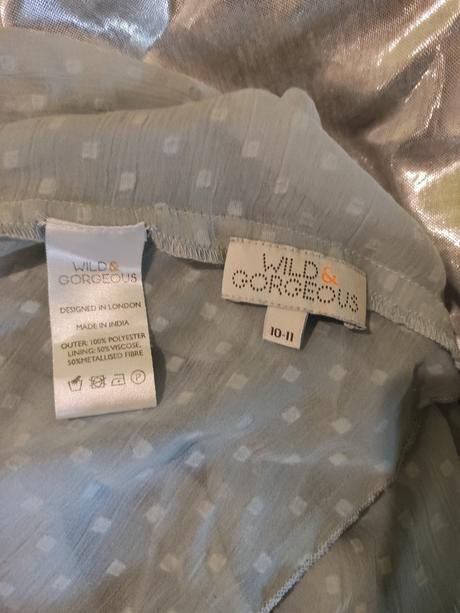 WILD &
GORGEOUS
DESIGNED IN LONDON
MADE IN INDIA
OUTER: 100% POLYESTER
LINING: 50% VISCOSE,
50% METALLISED FIBRE
P
WILD &
GORGEOUS
10-11